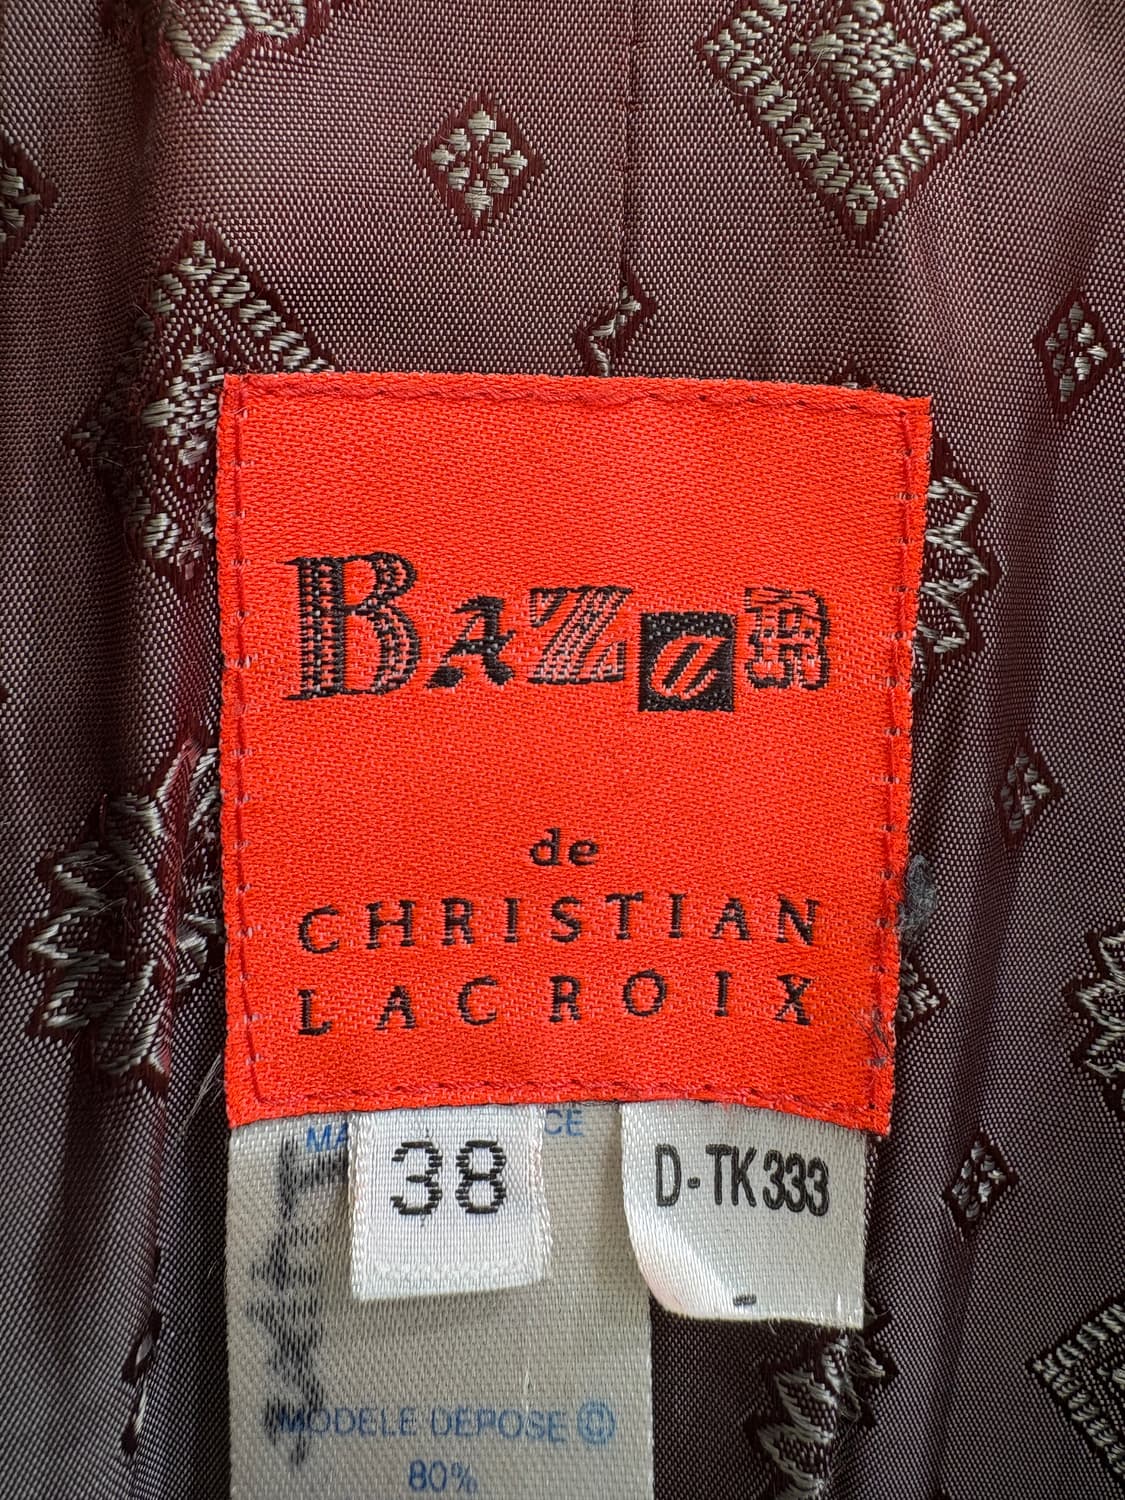 BAZaR
de
CHRISTIAN
LACROIX
38
D-TK333
MODELE DEPOSE ©
80%